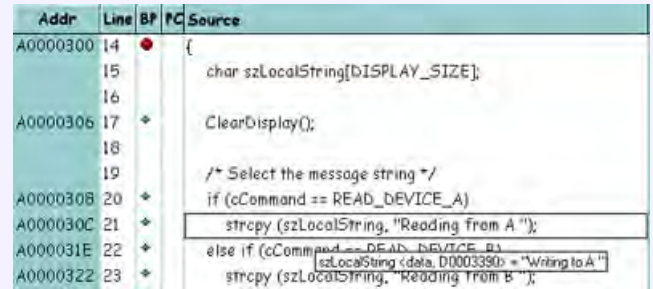 Addr Line BP PC Source
A0000300 14 {
15 char szLocalString[DISPLAY_SIZE];
16
A0000306 17 ClearDisplay();
18
19 /* Select the message string */
A0000308 20 if (cCommand == READ_DEVICE_A)
A000030C 21 strcpy (szLocalString, "Reading from A ");
A000031E 22 else if (cCommand == READ_DEVICE_B)
szLocalString <data, D0003390> = "Writing to A "
A0000322 23 strcpy (szLocalString, "Reading from B ");